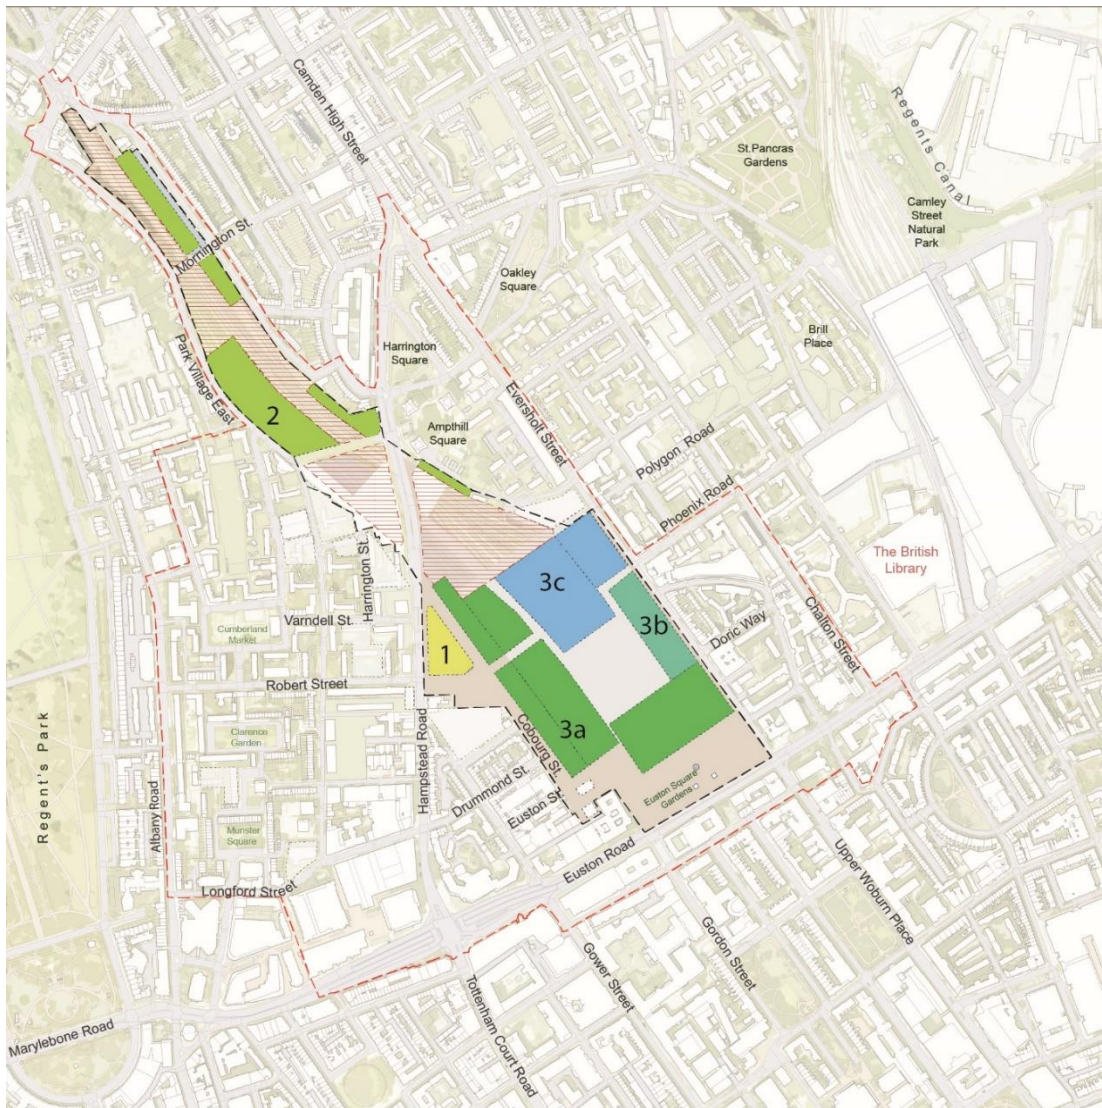 Camden High Street
Regents Canal
St.Pancras
Gardens
Camley
Street
Natural
Park
Mornington St.
Oakley
Square
Brill
Place
Harrington
Square
Park Village East
2
Eversholt Street
Ampthill
Square
Polygon Road
Phoenix Road
The British
Library
Harrington St.
3c
3b
Varndell St.
Cumberland
Market
Doric Way
Chalton Street
1
Robert Street
Regent's Park
Clarence
Garden
Hampstead Road
Cobourg St.
3a
Albany Road
Drummond St.
Euston St.
Euston Square
Gardens
Munster
Square
Euston Road
Longford Street
Upper Woburn Place
Gordon Street
Gower Street
Tottenham Court Road
Marylebone Road